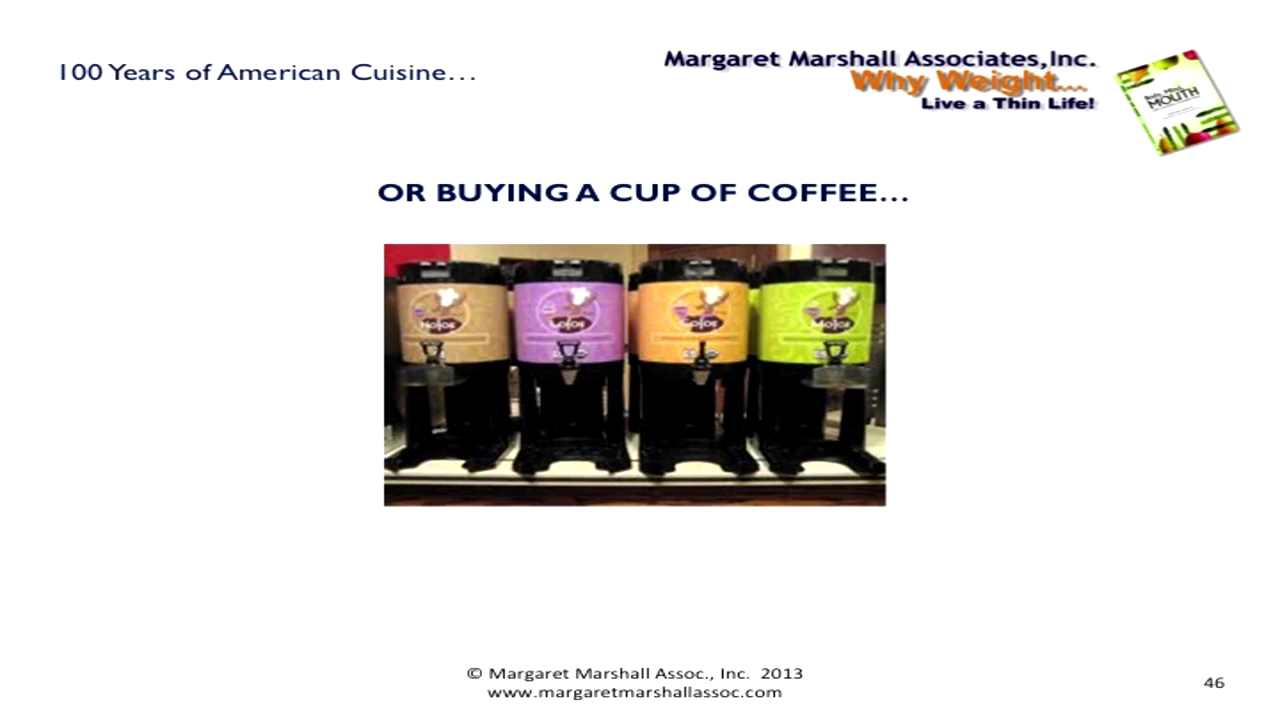 100 Years of American Cuisine…
Margaret Marshall Associates,Inc.
Why Weight....
Live a Thin Life!
MOUTH
OR BUYING A CUP OF COFFEE…
© Margaret Marshall Assoc., Inc.  2013
www.margaretmarshallassoc.com
46